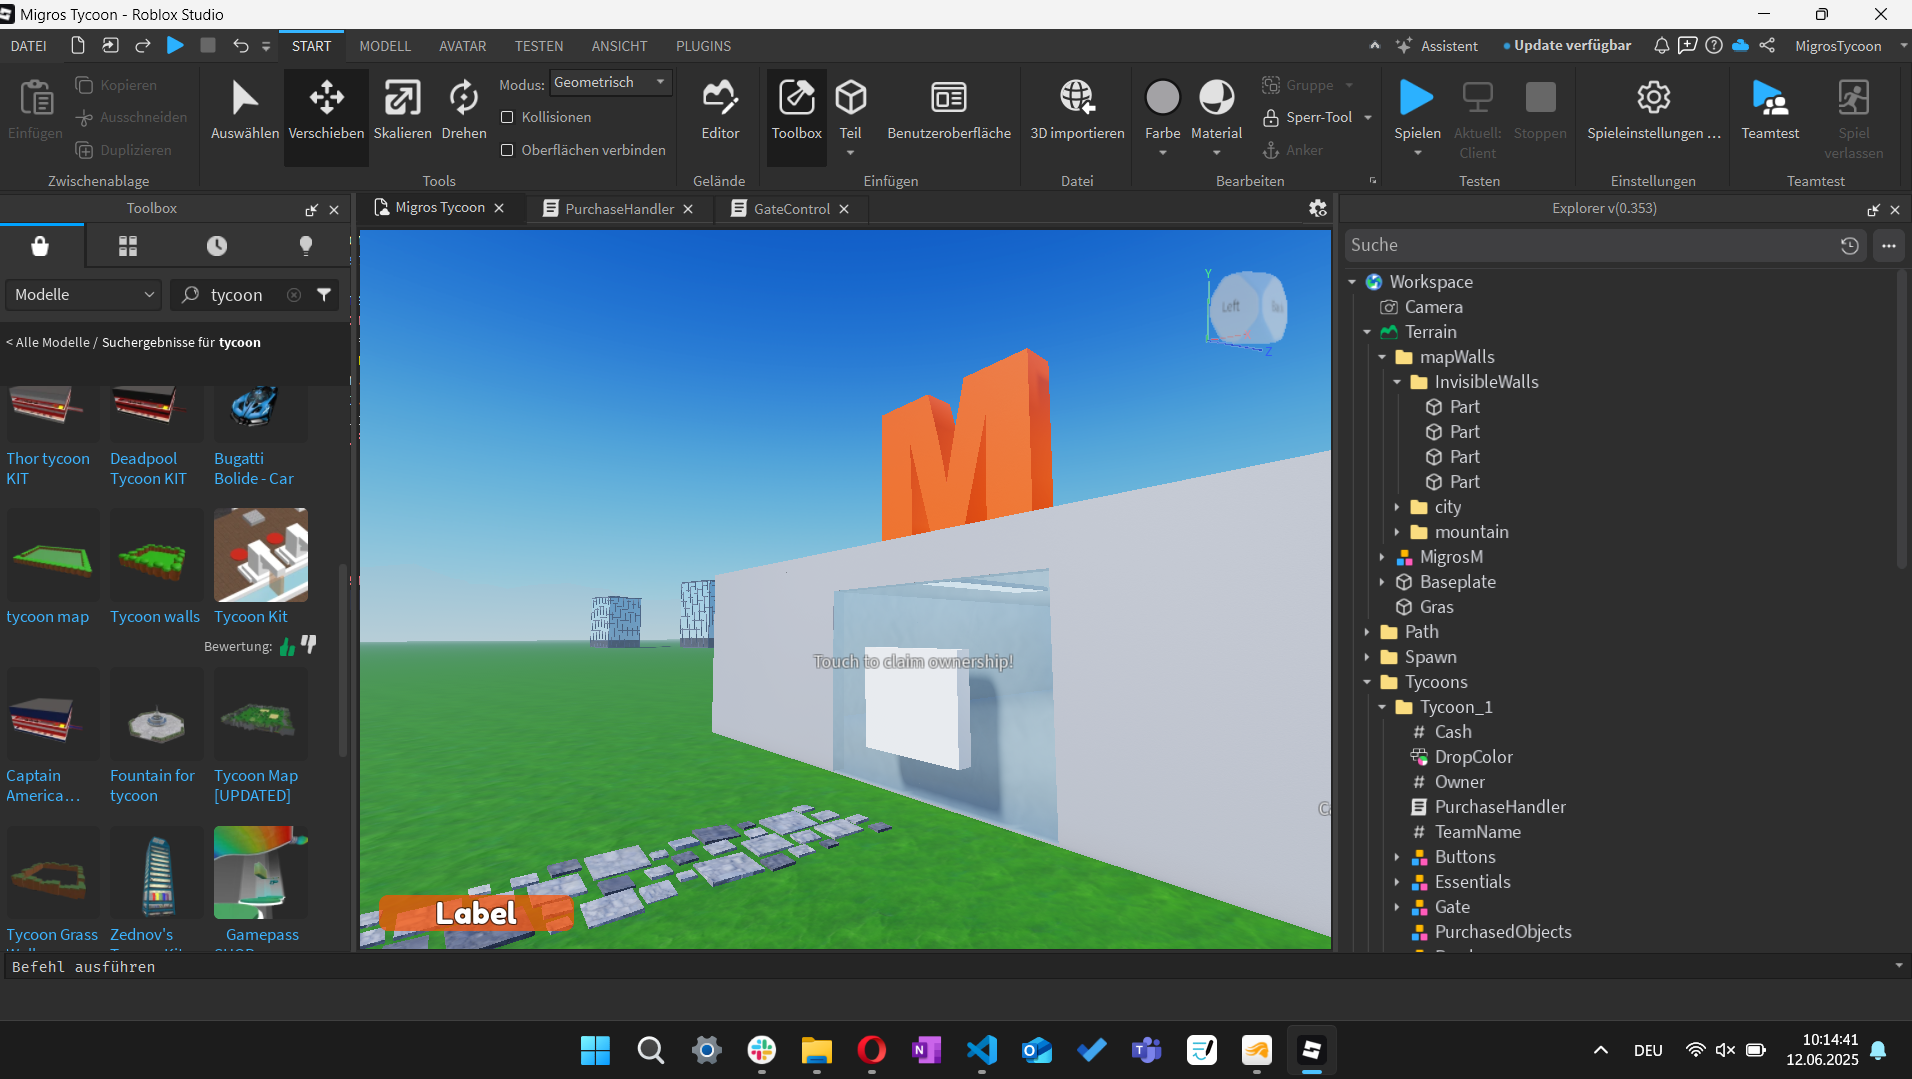 Migros Tycoon - Roblox Studio
DATEI
START
MODELL
AVATAR
TESTEN
ANSICHT
PLUGINS
Assistent
Update verfügbar
MigrosTycoon
Einfügen
Kopieren
Ausschneiden
Duplizieren
Zwischenablage
Auswählen
Verschieben
Skalieren
Drehen
Modus:
Geometrisch
Kollisionen
Oberflächen verbinden
Tools
Editor
Gelände
Toolbox
Teil
Benutzeroberfläche
Einfügen
3D importieren
Datei
Farbe
Material
Gruppe
Sperr-Tool
Anker
Bearbeiten
Spielen
Aktuell:
Client
Stoppen
Testen
Spieleinstellungen ...
Einstellungen
Teamtest
Spiel
verlassen
Teamtest
Toolbox
Modelle
tycoon
< Alle Modelle / Suchergebnisse für tycoon
Thor tycoon
KIT
Deadpool
Tycoon KIT
Bugatti
Bolide - Car
tycoon map
Tycoon walls
Tycoon Kit
Bewertung:
Captain
America...
Fountain for
tycoon
Tycoon Map
[UPDATED]
Tycoon Grass
Zednov's
Gamepass
Migros Tycoon
PurchaseHandler
GateControl
Y
Left
Z
M
Touch to claim ownership!
Label
Explorer v(0.353)
Suche
Workspace
Camera
Terrain
mapWalls
InvisibleWalls
Part
Part
Part
Part
city
mountain
MigrosM
Baseplate
Gras
Path
Spawn
Tycoons
Tycoon_1
Cash
DropColor
Owner
PurchaseHandler
TeamName
Buttons
Essentials
Gate
PurchasedObjects
Befehl ausführen
DEU
10:14:41
12.06.2025